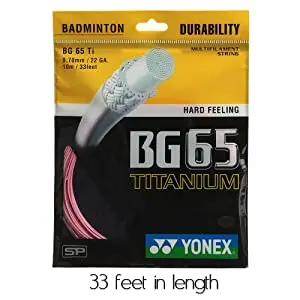 BADMINTON
DURABILITY
BG 65 Ti
MULTIFILAMENT STRING
0.70mm / 22 GA.
10m / 33feet
HARD FEELING
BG65
TITANIUM
SP
YONEX
33 feet in length